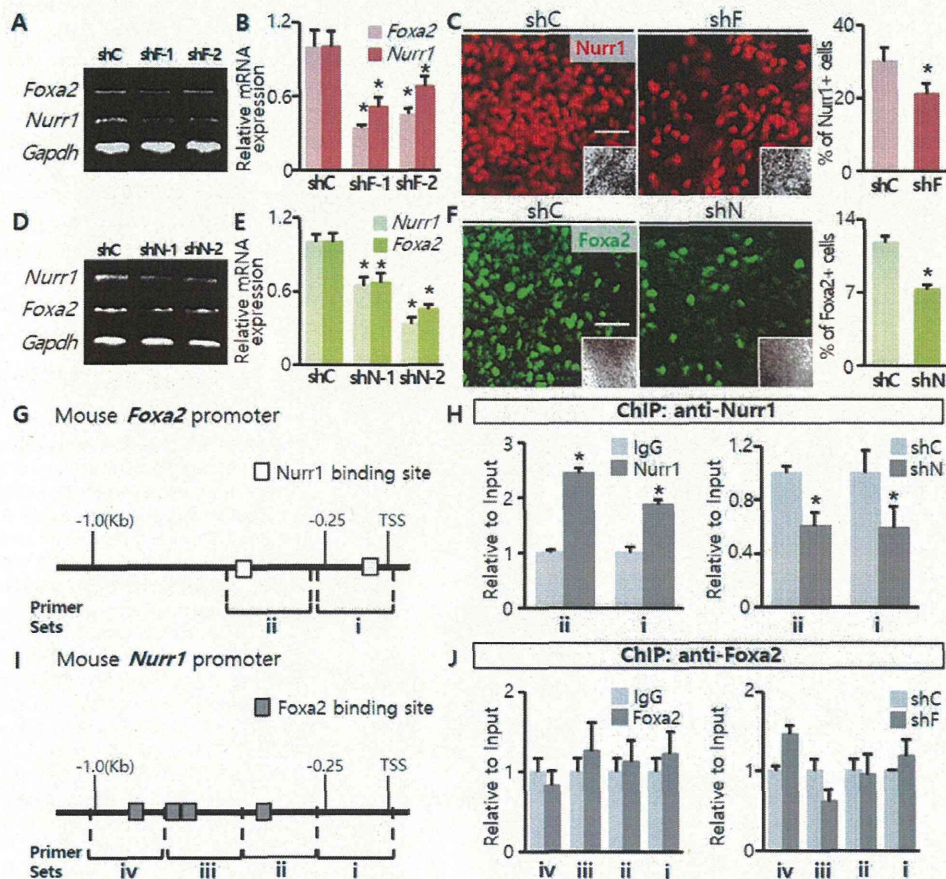 A
shC shF-1 shF-2
Foxa2
Nurr1
Gapdh
B
Relative mRNA
expression
1.2
0.6
0
Foxa2
Nurr1
* * * *
shC shF-1 shF-2
C
shC shF
Nurr1
% of Nurr1+ cells
40
20
0
*
shC shF
D
shC shN-1 shN-2
Nurr1
Foxa2
Gapdh
E
Relative mRNA
expression
1.2
0.6
0
Nurr1
Foxa2
* * * *
shC shN-1 shN-2
F
shC shN
Foxa2
% of Foxa2+ cells
14
7
0
*
shC shN
G Mouse Foxa2 promoter
Nurr1 binding site
-1.0(Kb) -0.25 TSS
Primer
Sets
ii i
H
ChIP: anti-Nurr1
Relative to Input
3
2
1
0
IgG
Nurr1
* *
ii i
Relative to Input
1.2
0.8
0.4
0
shC
shN
* *
ii i
I Mouse Nurr1 promoter
Foxa2 binding site
-1.0(Kb) -0.25 TSS
Primer
Sets
iv iii ii i
J
ChIP: anti-Foxa2
Relative to Input
2
1
0
IgG
Foxa2
iv iii ii i
Relative to Input
2
1
0
shC
shF
iv iii ii i